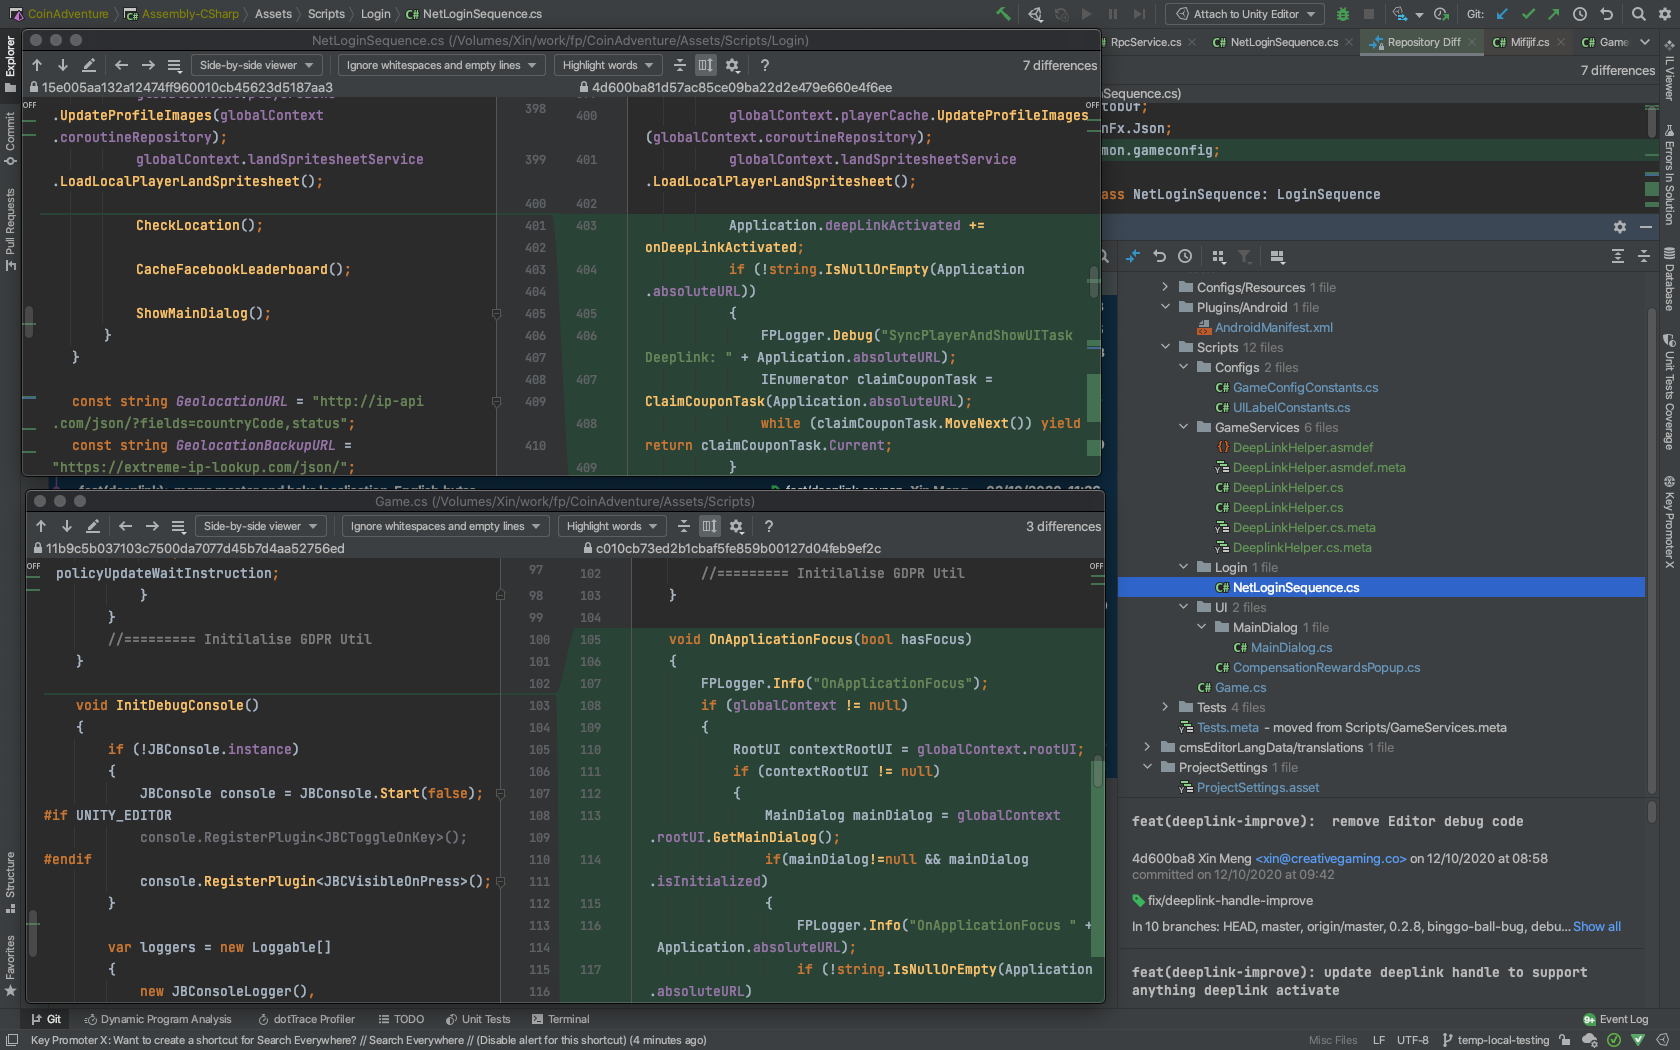 CoinAdventure
Assembly-CSharp
Assets
Scripts
Login
C# NetLoginSequence.cs
Attach to Unity Editor
Git:
NetLoginSequence.cs (/Volumes/Xin/work/fp/CoinAdventure/Assets/Scripts/Login)
C# RpcService.cs
C# NetLoginSequence.cs
Repository Diff
C# Mifijif.cs
C# Game
Side-by-side viewer
Ignore whitespaces and empty lines
Highlight words
?
7 differences
7 differences
15e005aa132a12474ff960010cb45623d5187aa3
4d600ba81d57ac85ce09ba22d2e479e660e4f6ee
OFF
.UpdateProfileImages(globalContext
.coroutineRepository);
globalContext.landSpritesheetService
.LoadLocalPlayerLandSpritesheet();
CheckLocation();
CacheFacebookLeaderboard();
ShowMainDialog();
}
}
const string GeolocationURL = "http://ip-api
.com/json/?fields=countryCode,status";
const string GeolocationBackupURL =
"https://extreme-ip-lookup.com/json/";
398
399
400
401
402
403
404
405
406
407
408
409
410
400
401
402
403
404
405
406
407
408
409
OFF
globalContext.playerCache.UpdateProfileImages
(globalContext.coroutineRepository);
globalContext.landSpritesheetService
.LoadLocalPlayerLandSpritesheet();
Application.deepLinkActivated +=
onDeepLinkActivated;
if (!string.IsNullOrEmpty(Application
.absoluteURL))
{
FPLogger.Debug("SyncPlayerAndShowUITask
Deeplink: " + Application.absoluteURL);
IEnumerator claimCouponTask =
ClaimCouponTask(Application.absoluteURL);
while (claimCouponTask.MoveNext()) yield
return claimCouponTask.Current;
}
Sequence.cs)
nFx.Json;
mon.gameconfig;
ass NetLoginSequence: LoginSequence
Game.cs (/Volumes/Xin/work/fp/CoinAdventure/Assets/Scripts)
Side-by-side viewer
Ignore whitespaces and empty lines
Highlight words
?
3 differences
11b9c5b037103c7500da7077d45b7d4aa52756ed
c010cb73ed2b1cbaf5fe859b00127d04feb9ef2c
OFF
policyUpdateWaitInstruction;
}
}
//========= Initilalise GDPR Util
}
void InitDebugConsole()
{
if (!JBConsole.instance)
{
JBConsole console = JBConsole.Start(false);
#if UNITY_EDITOR
console.RegisterPlugin<JBCToggleOnKey>();
#endif
console.RegisterPlugin<JBCVisibleOnPress>();
}
var loggers = new Loggable[]
{
new JBConsoleLogger(),
97
98
99
100
101
102
103
104
105
106
107
108
109
110
111
112
113
114
115
116
102
103
104
105
106
107
108
109
110
111
112
113
114
115
116
117
OFF
//========= Initilalise GDPR Util
}
void OnApplicationFocus(bool hasFocus)
{
FPLogger.Info("OnApplicationFocus");
if (globalContext != null)
{
RootUI contextRootUI = globalContext.rootUI;
if (contextRootUI != null)
{
MainDialog mainDialog = globalContext
.rootUI.GetMainDialog();
if(mainDialog!=null && mainDialog
.isInitialized)
{
FPLogger.Info("OnApplicationFocus " +
Application.absoluteURL);
if (!string.IsNullOrEmpty(Application
.absoluteURL)
Configs/Resources 1 file
Plugins/Android 1 file
AndroidManifest.xml
Scripts 12 files
Configs 2 files
C# GameConfigConstants.cs
C# UILabelConstants.cs
GameServices 6 files
{} DeepLinkHelper.asmdef
DeepLinkHelper.asmdef.meta
C# DeepLinkHelper.cs
C# DeepLinkHelper.cs
DeepLinkHelper.cs.meta
DeeplinkHelper.cs.meta
Login 1 file
C# NetLoginSequence.cs
UI 2 files
MainDialog 1 file
C# MainDialog.cs
C# CompensationRewardsPopup.cs
C# Game.cs
Tests 4 files
Tests.meta - moved from Scripts/GameServices.meta
cmsEditorLangData/translations 1 file
ProjectSettings 1 file
ProjectSettings.asset
feat(deeplink-improve): remove Editor debug code
4d600ba8 Xin Meng <xin@creativegaming.co> on 12/10/2020 at 08:58
committed on 12/10/2020 at 09:42
fix/deeplink-handle-improve
In 10 branches: HEAD, master, origin/master, 0.2.8, binggo-ball-bug, debu... Show all
feat(deeplink-improve): update deeplink handle to support
anything deeplink activate
Explorer
Commit
Pull Requests
Structure
Favorites
IL Viewer
Errors In Solution
Database
Unit Tests Coverage
Key Promoter X
Git
Dynamic Program Analysis
dotTrace Profiler
TODO
Unit Tests
Terminal
9+ Event Log
Key Promoter X: Want to create a shortcut for Search Everywhere? // Search Everywhere // (Disable alert for this shortcut) (4 minutes ago)
Misc Files
LF
UTF-8
temp-local-testing